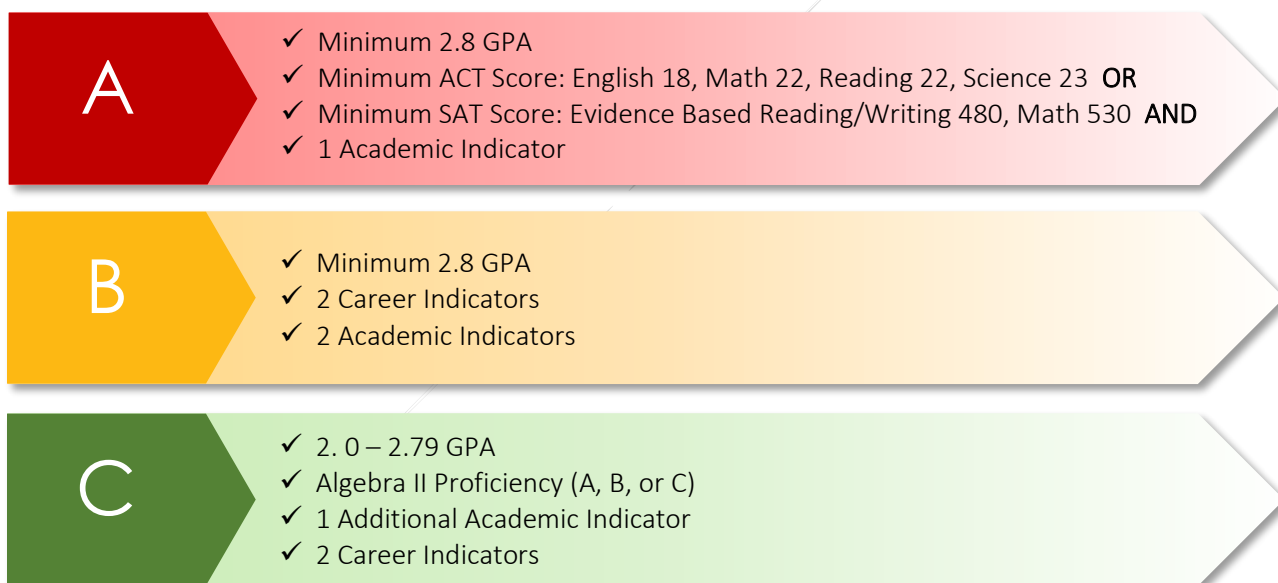 A
✓ Minimum 2.8 GPA
✓ Minimum ACT Score: English 18, Math 22, Reading 22, Science 23 OR
✓ Minimum SAT Score: Evidence Based Reading/Writing 480, Math 530 AND
✓ 1 Academic Indicator
B
✓ Minimum 2.8 GPA
✓ 2 Career Indicators
✓ 2 Academic Indicators
C
✓ 2. 0 – 2.79 GPA
✓ Algebra II Proficiency (A, B, or C)
✓ 1 Additional Academic Indicator
✓ 2 Career Indicators